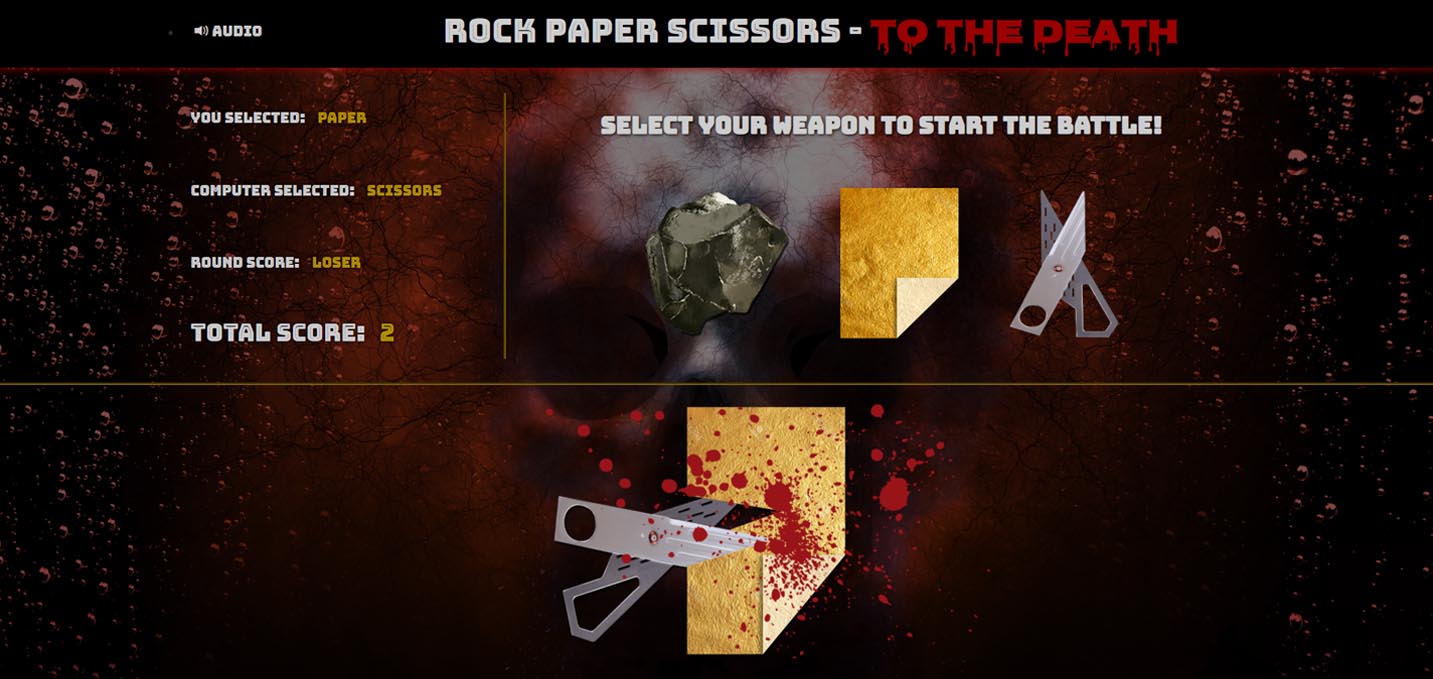 AUDIO
ROCK PAPER SCISSORS - TO THE DEATH
YOU SELECTED: PAPER
COMPUTER SELECTED: SCISSORS
ROUND SCORE: LOSER
TOTAL SCORE: 2
SELECT YOUR WEAPON TO START THE BATTLE!